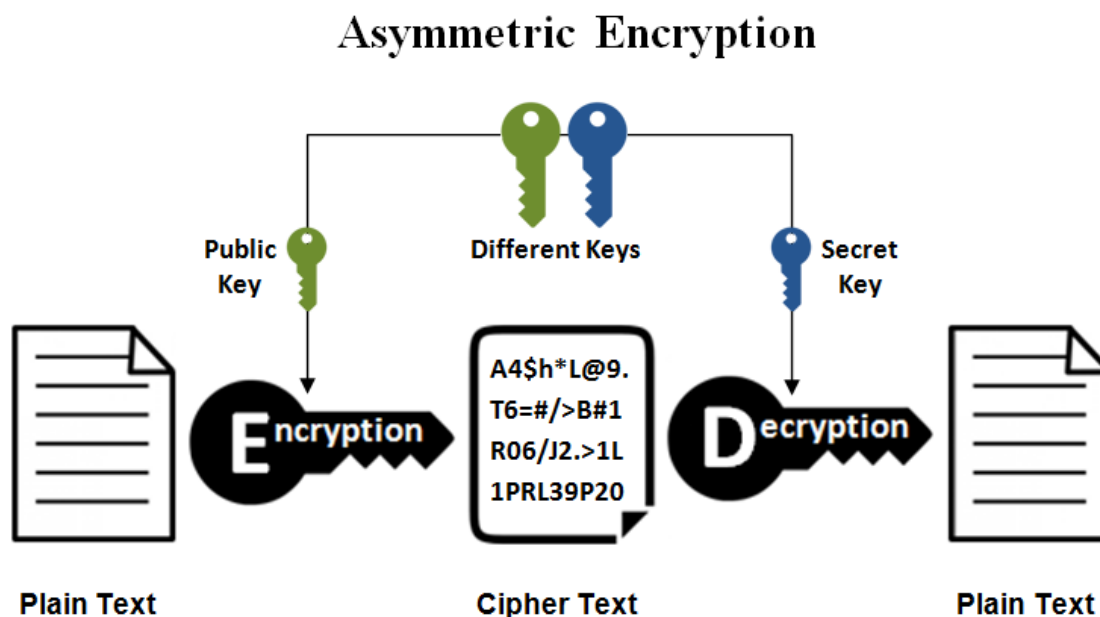 Asymmetric Encryption
Public
Key
Different Keys
Secret
Key
A4$h*L@9.
T6=#/>B#1
R06/J2.>1L
1PRL39P20
Encryption
Decryption
Plain Text
Cipher Text
Plain Text